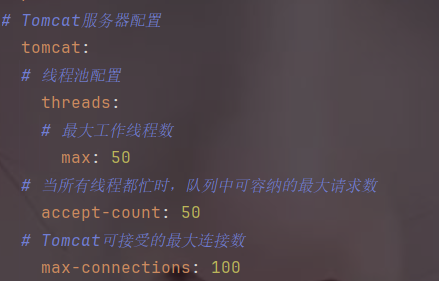 # Tomcat服务器配置
tomcat:
# 线程池配置
threads:
# 最大工作线程数
max: 50
# 当所有线程都忙时，队列中可容纳的最大请求数
accept-count: 50
# Tomcat可接受的最大连接数
max-connections: 100